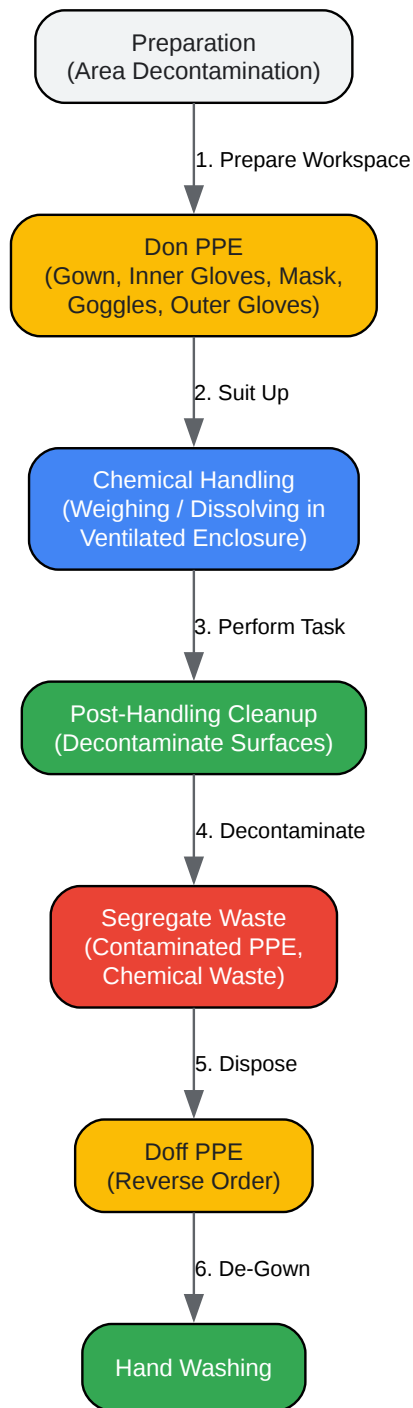 Preparation
(Area Decontamination)
1. Prepare Workspace
Don PPE
(Gown, Inner Gloves, Mask,
Goggles, Outer Gloves)
2. Suit Up
Chemical Handling
(Weighing / Dissolving in
Ventilated Enclosure)
3. Perform Task
Post-Handling Cleanup
(Decontaminate Surfaces)
4. Decontaminate
Segregate Waste
(Contaminated PPE,
Chemical Waste)
5. Dispose
Doff PPE
(Reverse Order)
6. De-Gown
Hand Washing